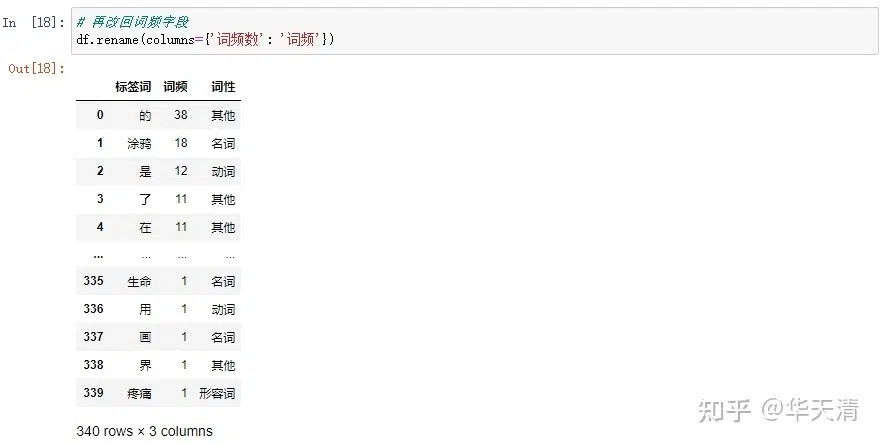 In [18]: # 再改回词频字段
df.rename(columns={'词频数': '词频'})
Out[18]:
标签词 词频 词性
0 的 38 其他
1 涂鸦 18 名词
2 是 12 动词
3 了 11 其他
4 在 11 其他
... ... ... ...
335 生命 1 名词
336 用 1 动词
337 画 1 名词
338 界 1 其他
339 疼痛 1 形容词
340 rows × 3 columns
知乎 @华天清